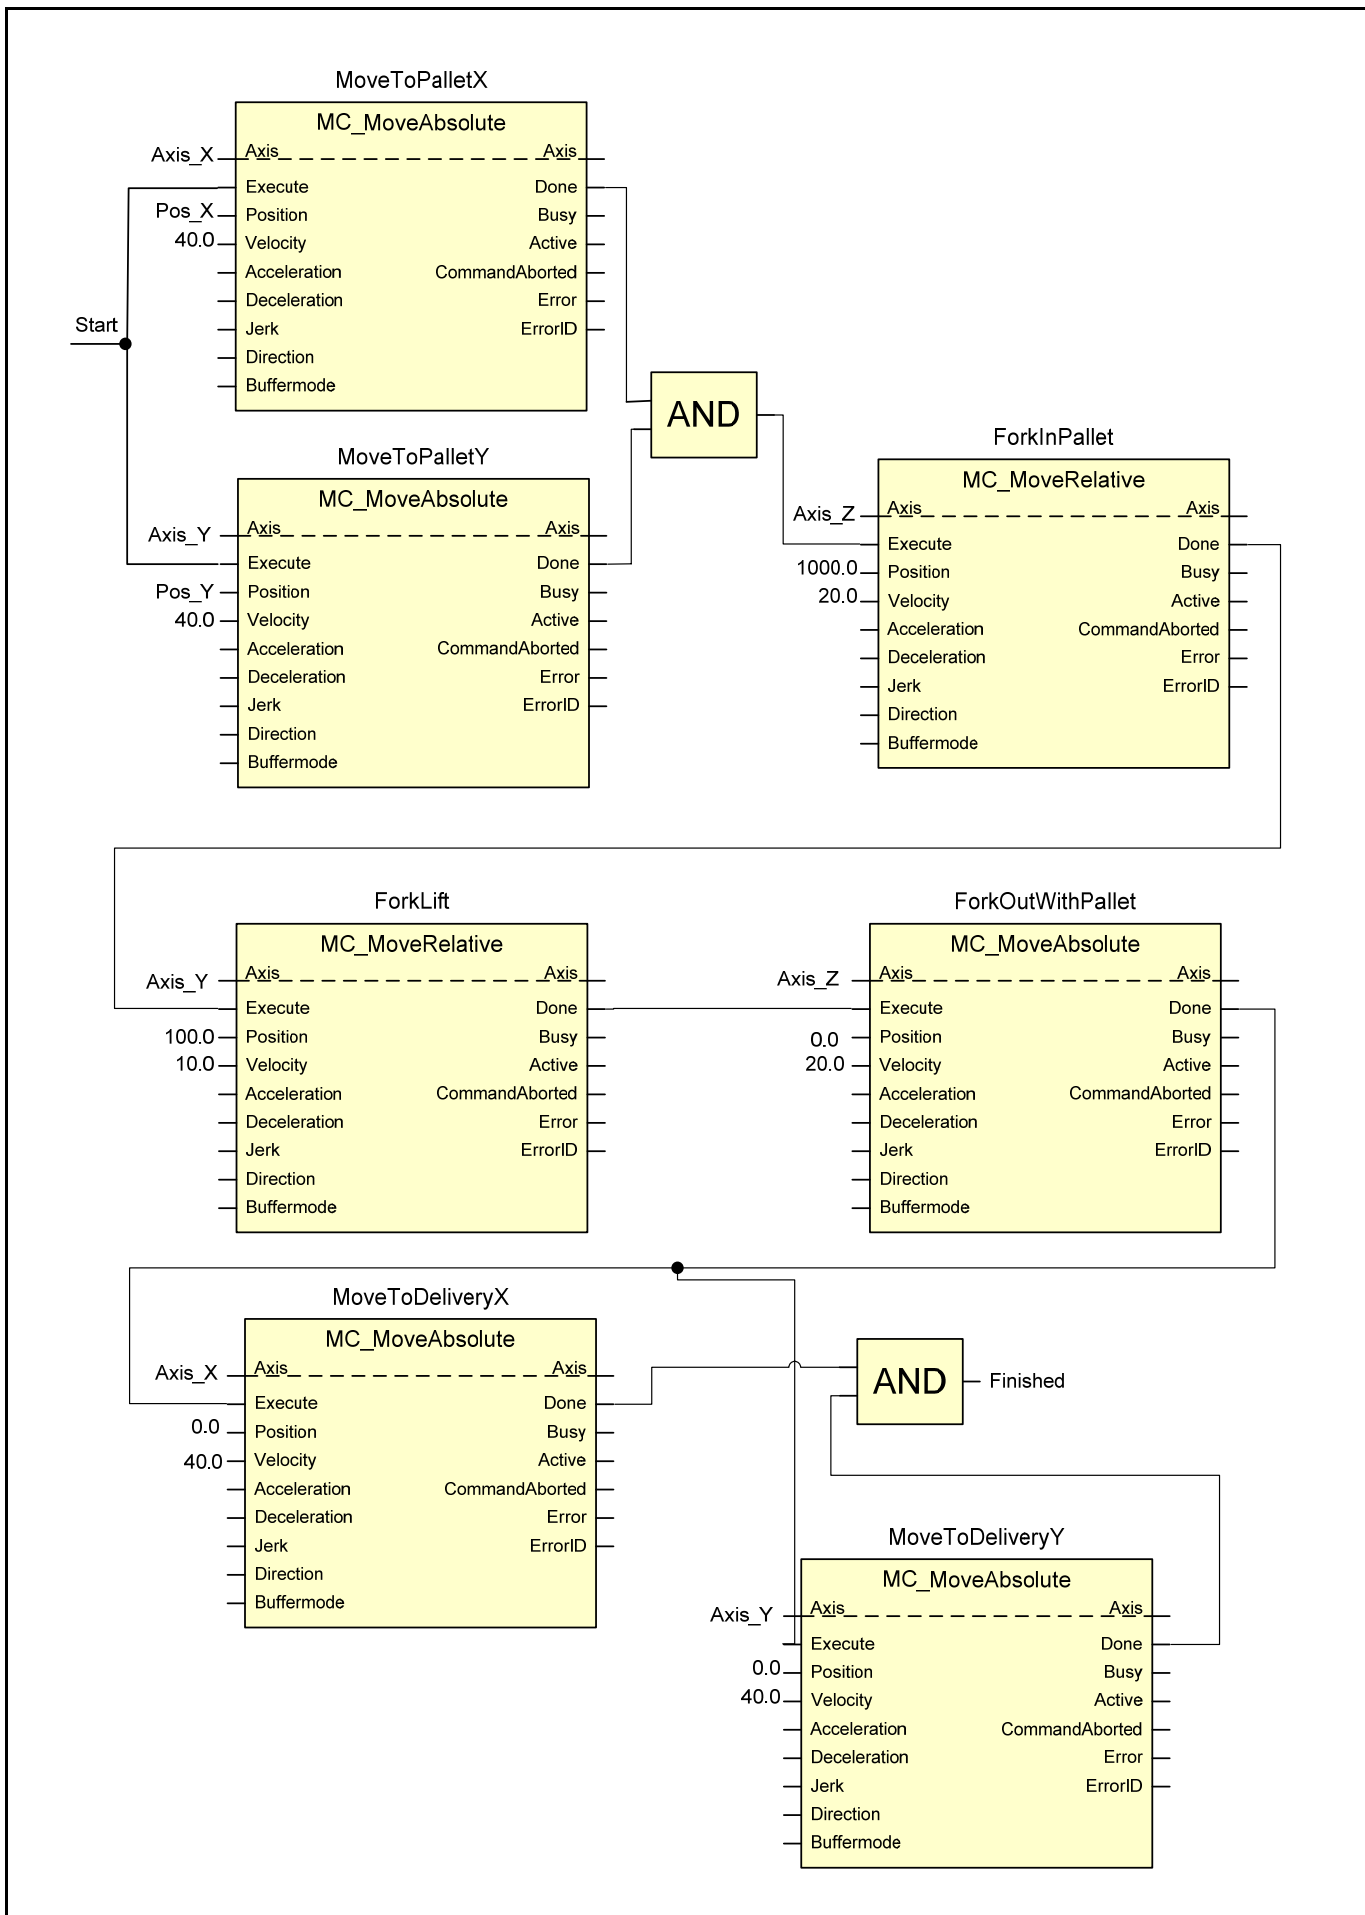 MoveToPalletX
MC_MoveAbsolute
Axis_X Axis Axis
Execute Done
Pos_X Position Busy
40.0 Velocity Active
Acceleration CommandAborted
Deceleration Error
Start
Jerk ErrorID
Direction
Buffermode
AND
MoveToPalletY
MC_MoveAbsolute
Axis_Y Axis Axis
Execute Done
Pos_Y Position Busy
40.0 Velocity Active
Acceleration CommandAborted
Deceleration Error
Jerk ErrorID
Direction
Buffermode
ForkInPallet
MC_MoveRelative
Axis_Z Axis Axis
Execute Done
1000.0 Position Busy
20.0 Velocity Active
Acceleration CommandAborted
Deceleration Error
Jerk ErrorID
Direction
Buffermode
ForkLift
MC_MoveRelative
Axis_Y Axis Axis
Execute Done
100.0 Position Busy
10.0 Velocity Active
Acceleration CommandAborted
Deceleration Error
Jerk ErrorID
Direction
Buffermode
ForkOutWithPallet
MC_MoveAbsolute
Axis_Z Axis Axis
Execute Done
0.0 Position Busy
20.0 Velocity Active
Acceleration CommandAborted
Deceleration Error
Jerk ErrorID
Direction
Buffermode
MoveToDeliveryX
MC_MoveAbsolute
Axis_X Axis Axis
Execute Done
0.0 Position Busy
40.0 Velocity Active
Acceleration CommandAborted
Deceleration Error
Jerk ErrorID
Direction
Buffermode
AND Finished
MoveToDeliveryY
MC_MoveAbsolute
Axis_Y Axis Axis
Execute Done
0.0 Position Busy
40.0 Velocity Active
Acceleration CommandAborted
Deceleration Error
Jerk ErrorID
Direction
Buffermode